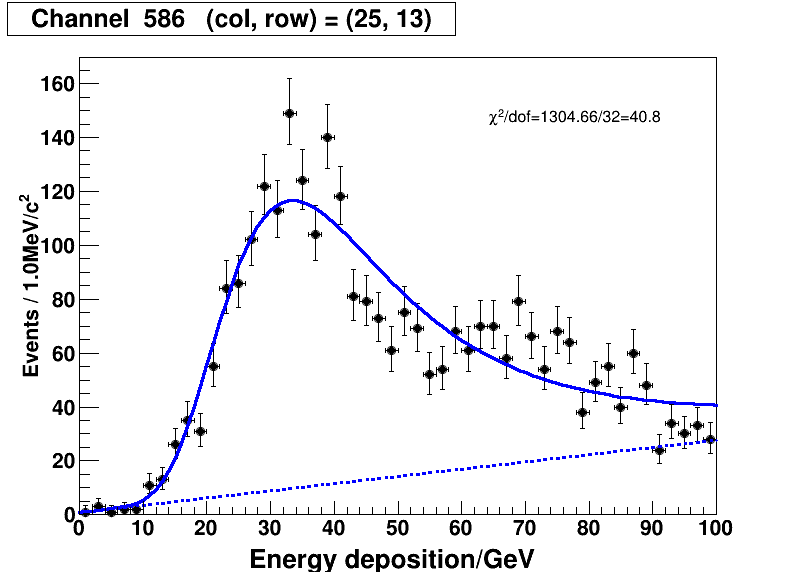 Channel 586 (col, row) = (25, 13)
χ²/dof=1304.66/32=40.8
Events / 1.0MeV/c²
160
140
120
100
80
60
40
20
0
0 10 20 30 40 50 60 70 80 90 100
Energy deposition/GeV